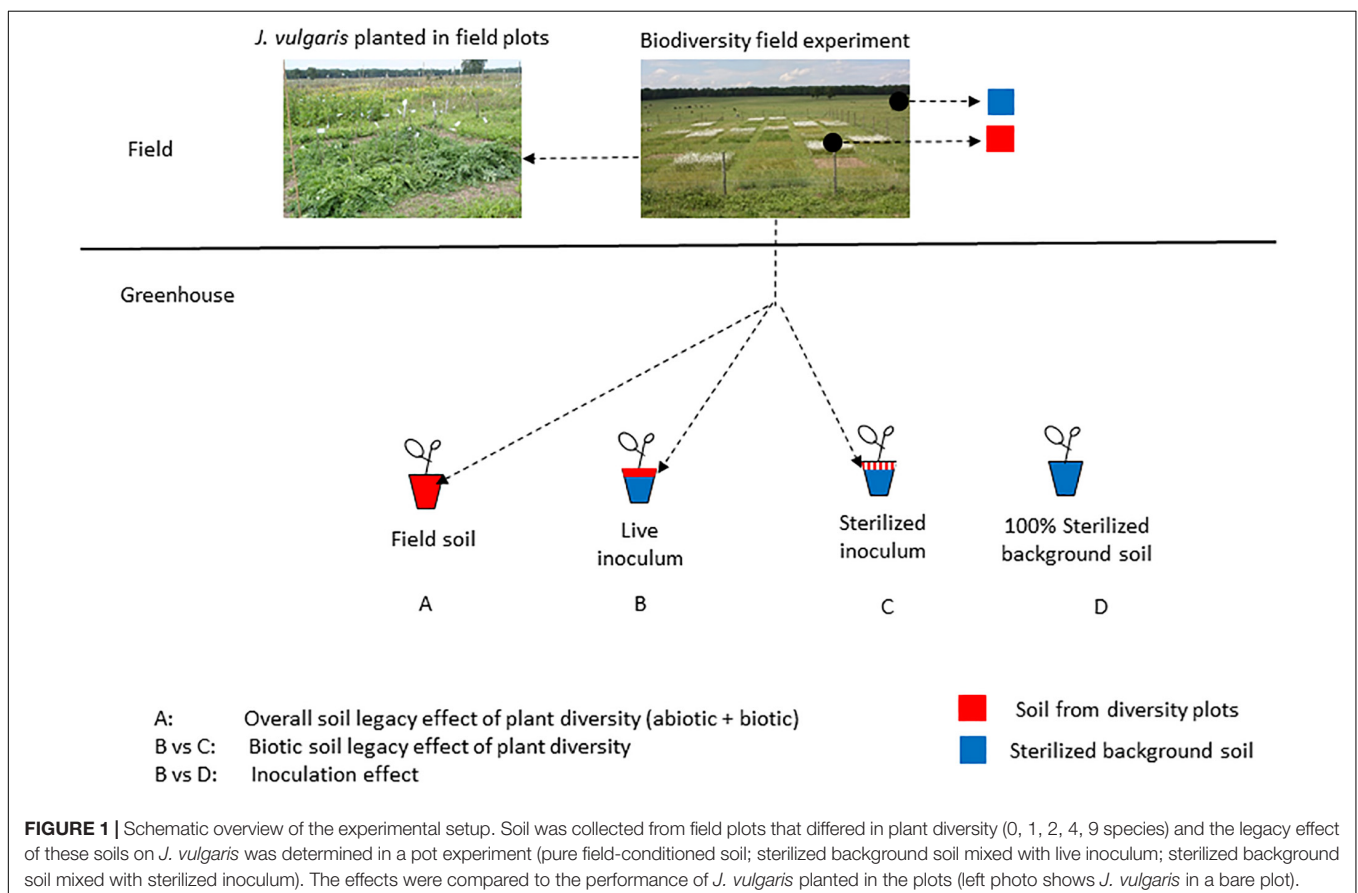 J. vulgaris planted in field plots
Biodiversity field experiment
Field
Greenhouse
Field soil
Live
inoculum
Sterilized
inoculum
100% Sterilized
background soil
A
B
C
D
A: Overall soil legacy effect of plant diversity (abiotic + biotic)
B vs C: Biotic soil legacy effect of plant diversity
B vs D: Inoculation effect
Soil from diversity plots
Sterilized background soil
FIGURE 1 | Schematic overview of the experimental setup. Soil was collected from field plots that differed in plant diversity (0, 1, 2, 4, 9 species) and the legacy effect
of these soils on J. vulgaris was determined in a pot experiment (pure field-conditioned soil; sterilized background soil mixed with live inoculum; sterilized background
soil mixed with sterilized inoculum). The effects were compared to the performance of J. vulgaris planted in the plots (left photo shows J. vulgaris in a bare plot).